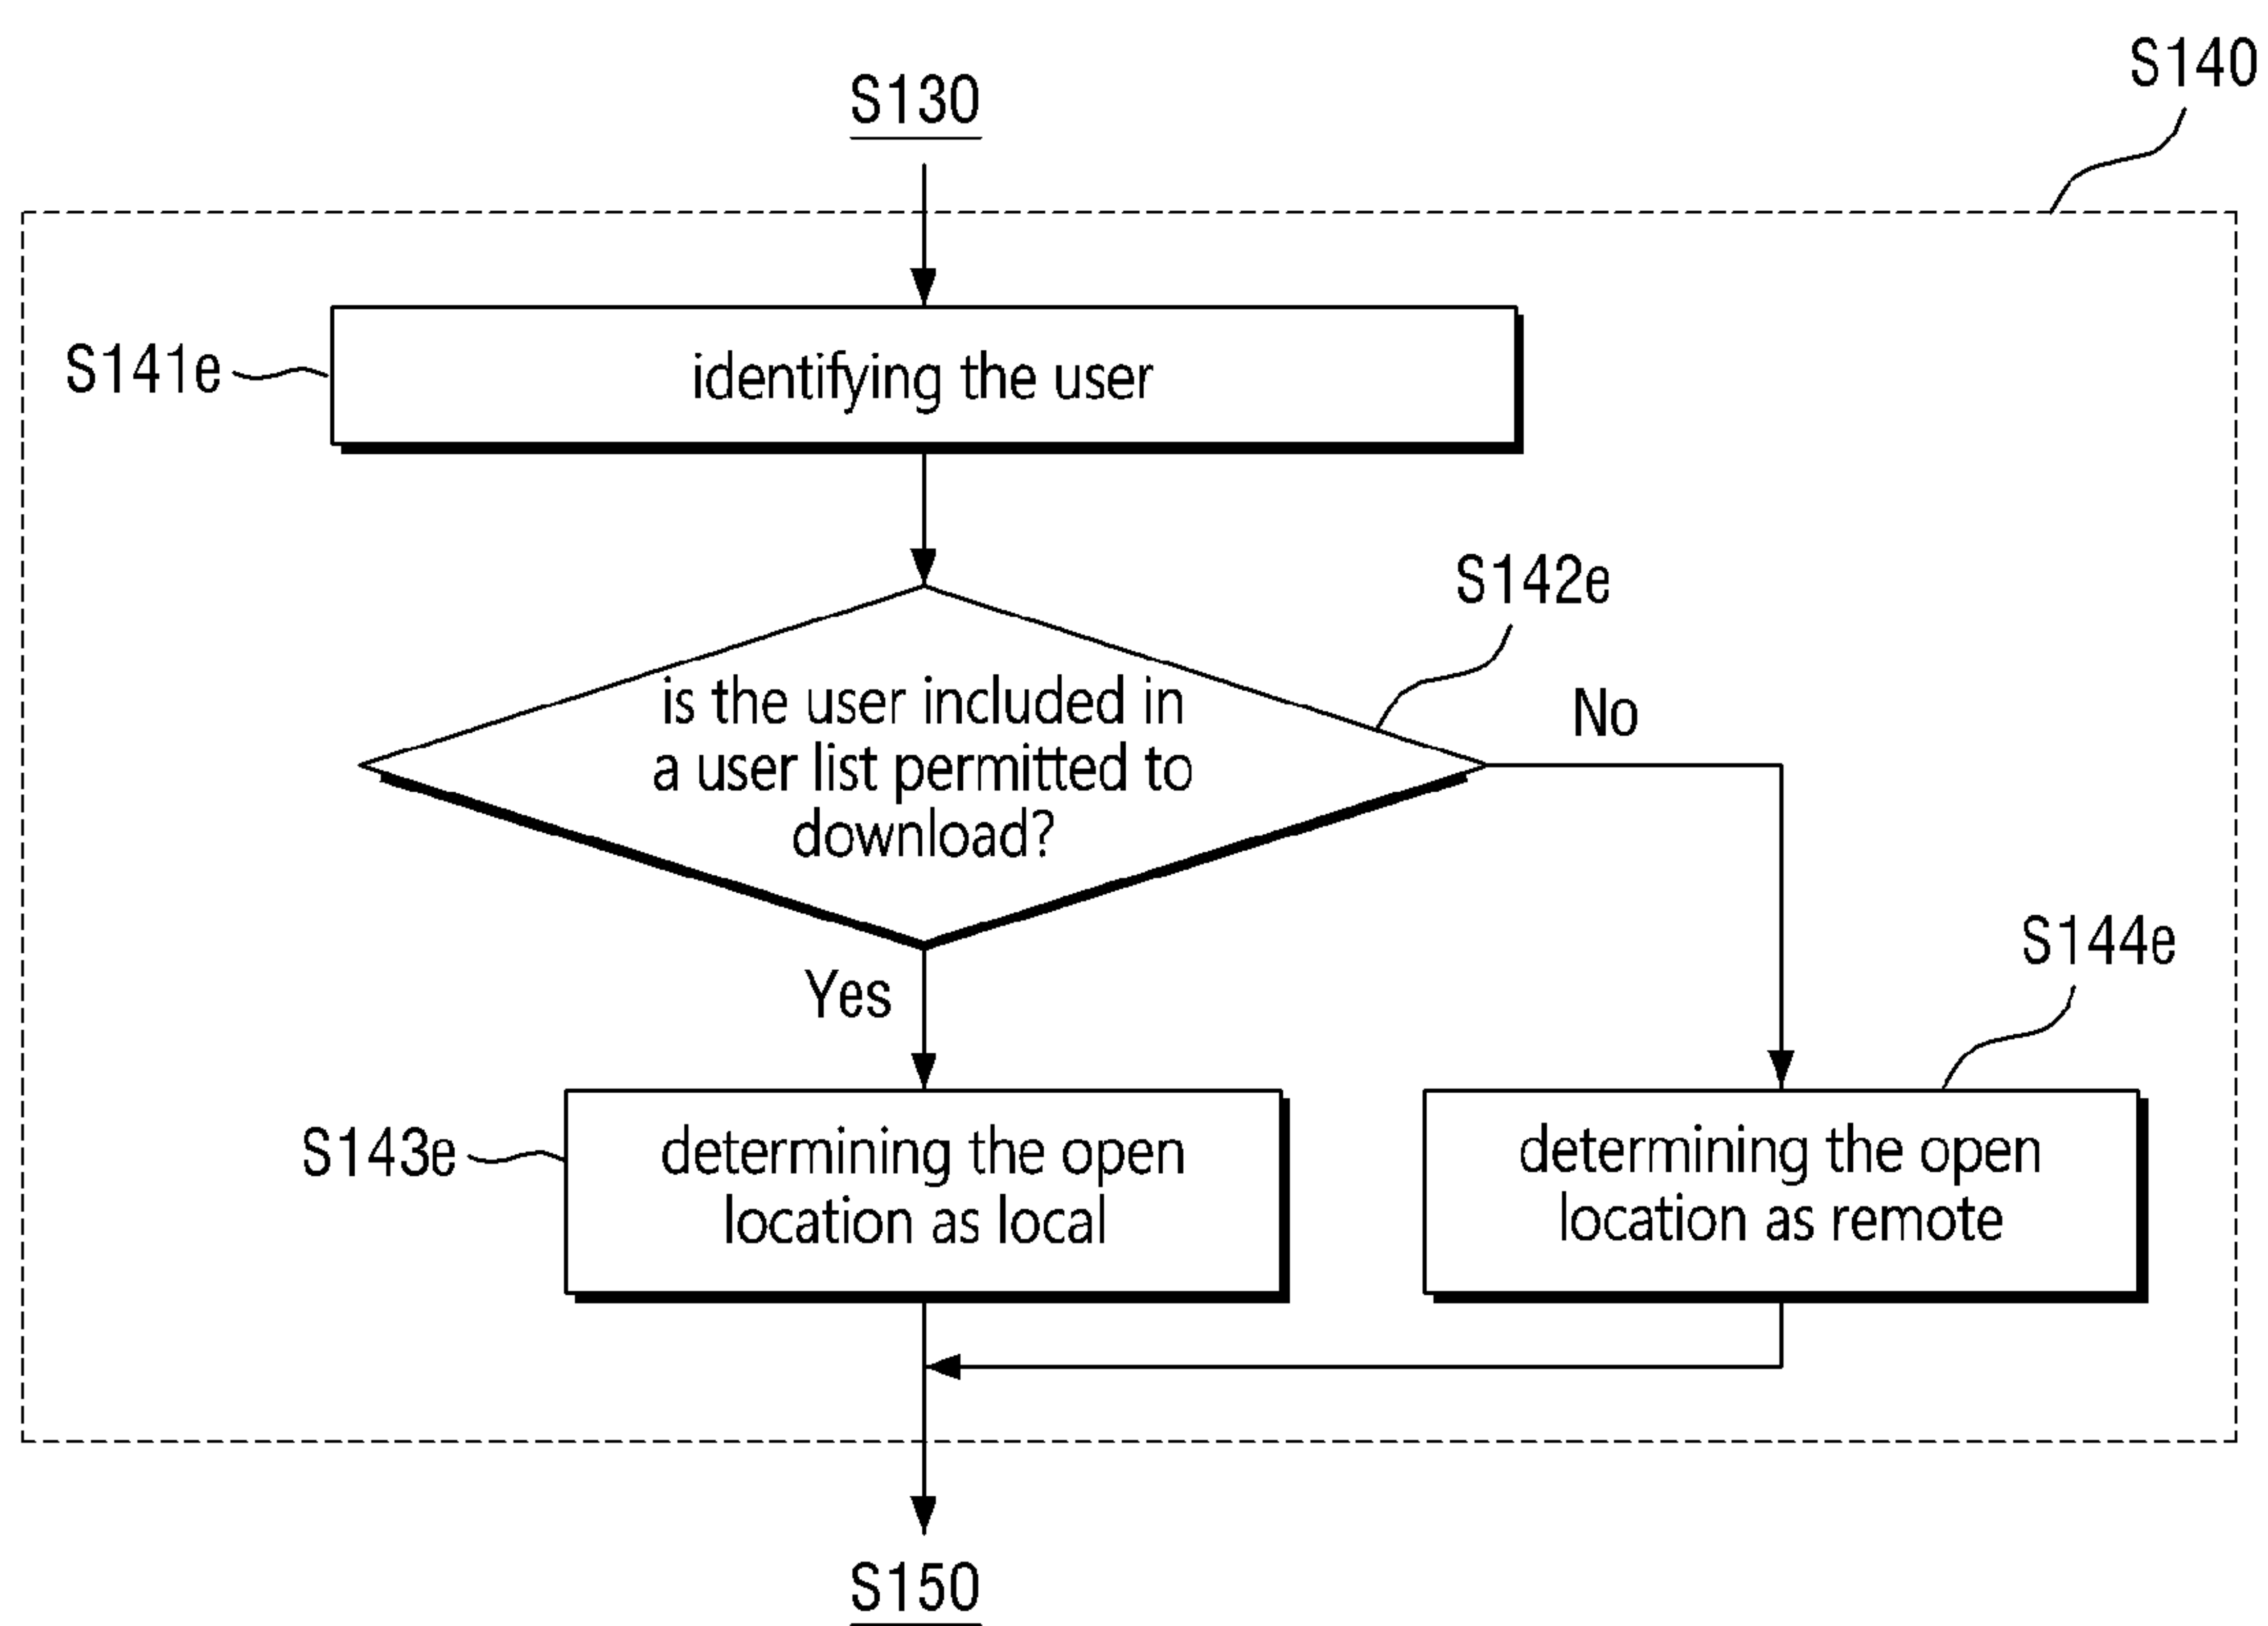 S140
S130
S141e
identifying the user
S142e
is the user included in
a user list permitted to
download?
No
Yes
S144e
S143e
determining the open
location as local
determining the open
location as remote
S150